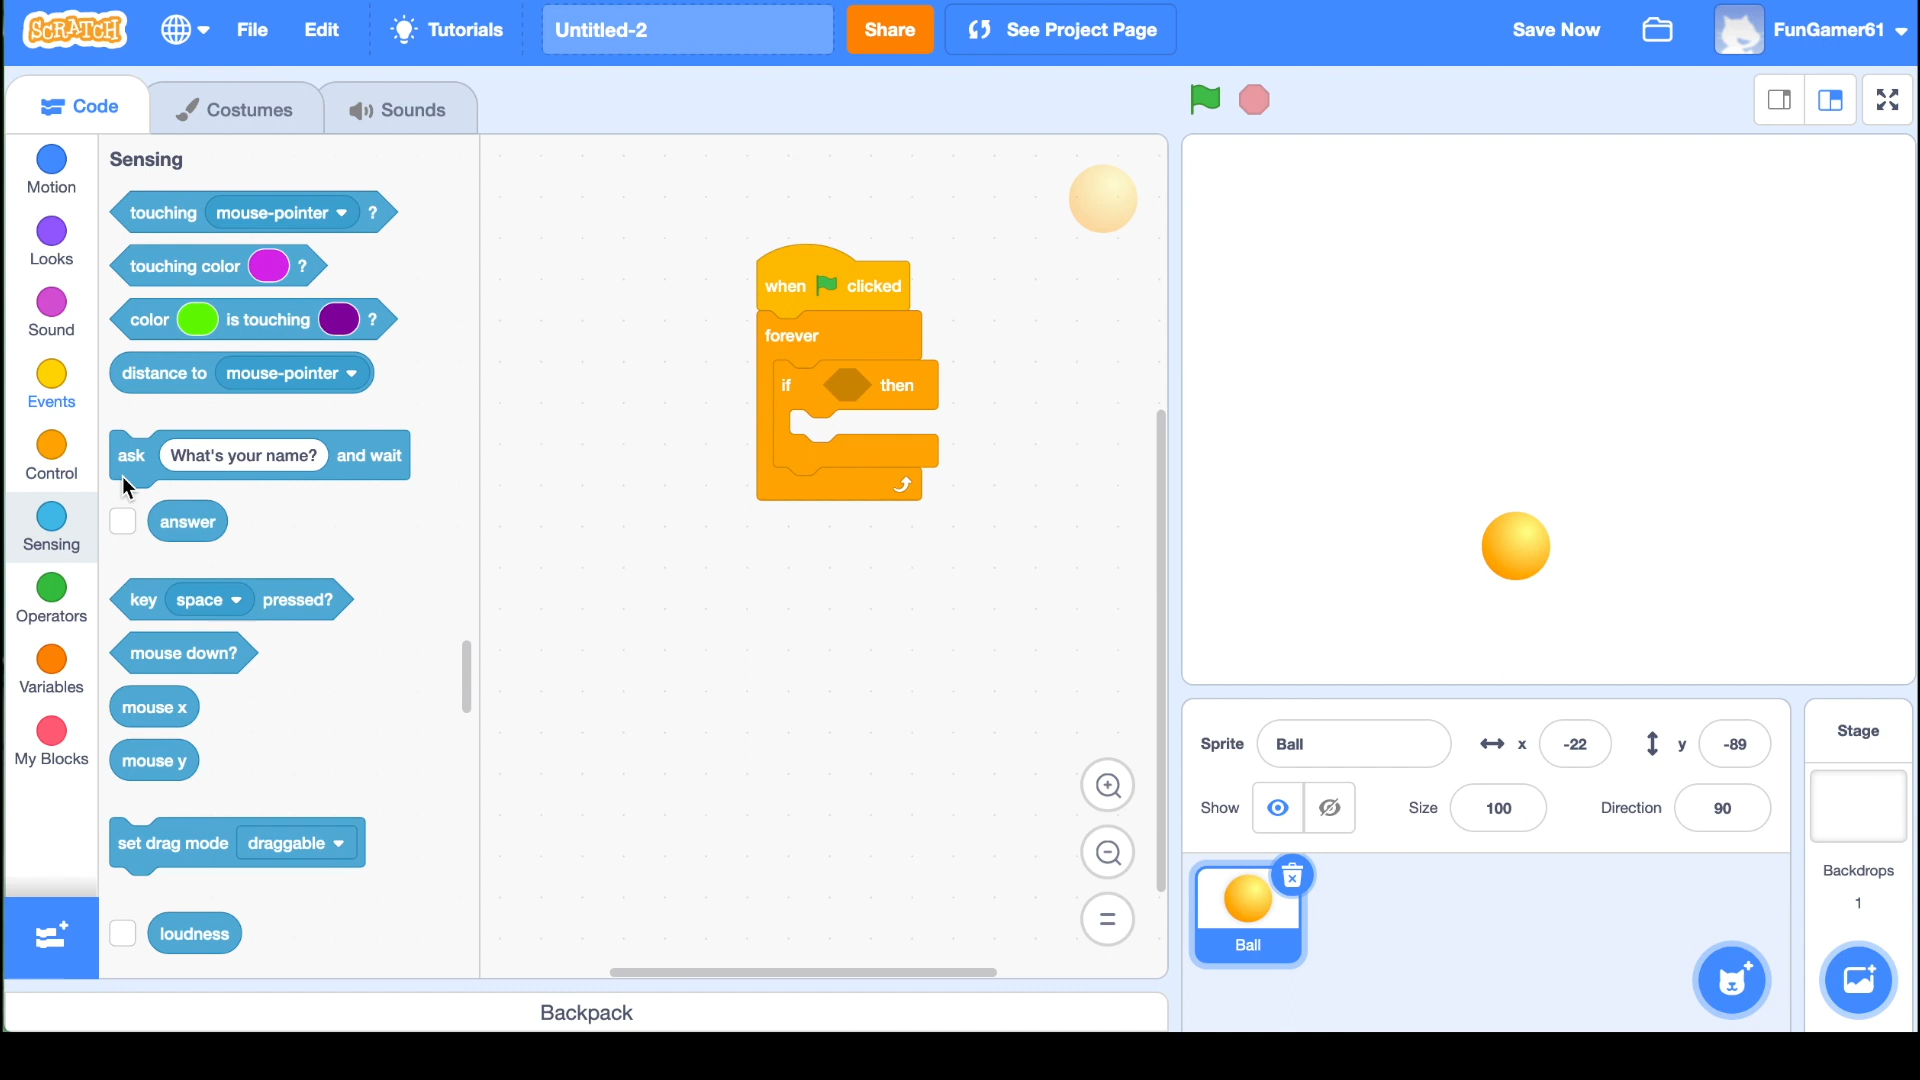 SCRATCH File Edit Tutorials Untitled-2 Share See Project Page Save Now FunGamer61
Code Costumes Sounds
Motion
Looks
Sound
Events
Control
Sensing
Operators
Variables
My Blocks
Sensing
touching mouse-pointer ?
touching color ?
color is touching ?
distance to mouse-pointer
ask What's your name? and wait
answer
key space pressed?
mouse down?
mouse x
mouse y
set drag mode draggable
loudness
when clicked
forever
if then
Sprite Ball x -22 y -89
Show Size 100 Direction 90
Ball
Stage
Backdrops
1
Backpack